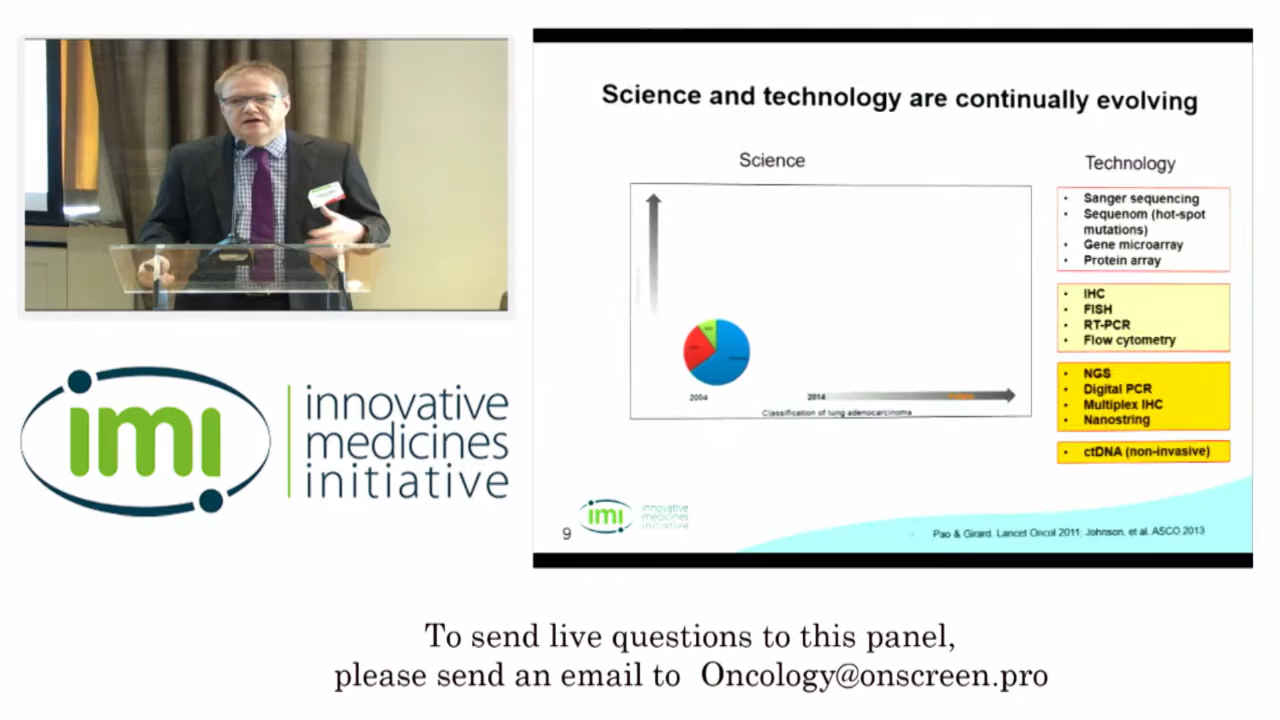 Science and technology are continually evolving
Science
Technology
• Sanger sequencing
• Sequenom (hot-spot
mutations)
• Gene microarray
• Protein array
• IHC
• FISH
• RT-PCR
• Flow cytometry
• NGS
• Digital PCR
• Multiplex IHC
• Nanostring
• ctDNA (non-invasive)
2004
2014
Classification of lung adenocarcinoma
imi
innovative
medicines
initiative
9
imi
innovative
medicines
initiative
Pao & Girard, Lancet Oncol 2011, Johnson, et al. ASCO 2013
To send live questions to this panel,
please send an email to Oncology@onscreen.pro